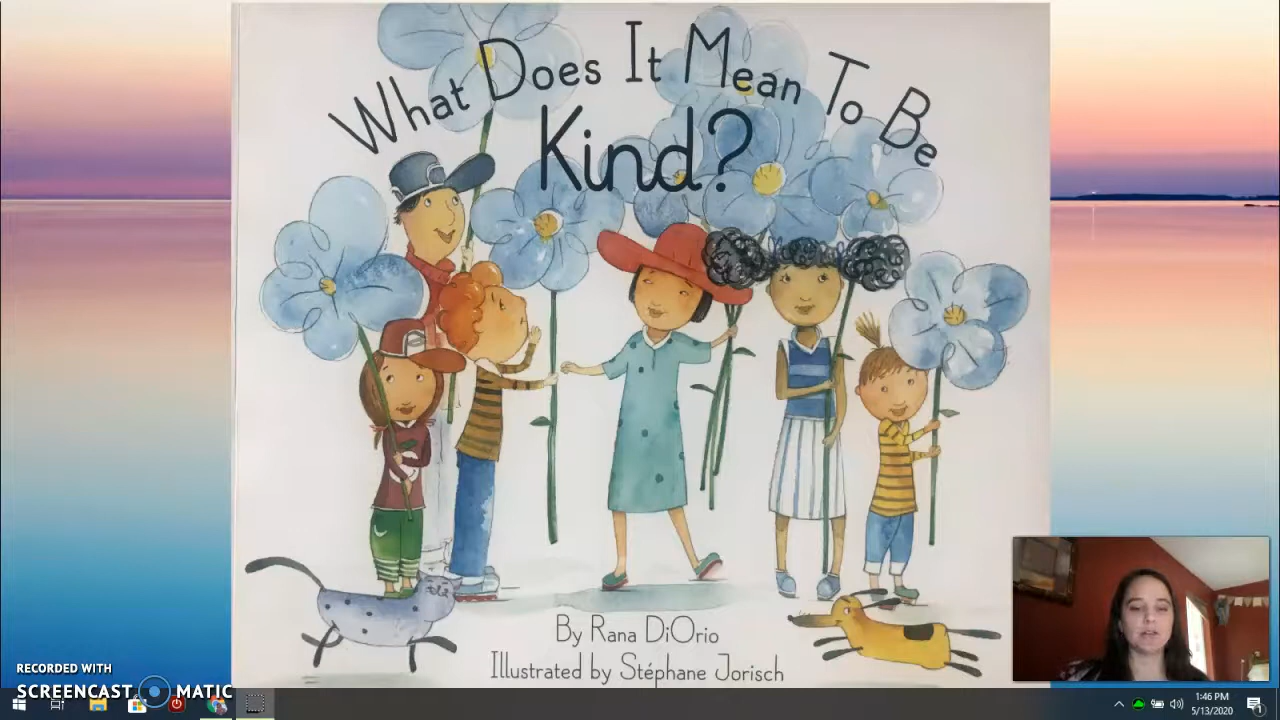 What Does It Mean To Be
Kind?
By Rana DiOrio
Illustrated by Stéphane Jorisch
RECORDED WITH
SCREENCAST MATIC
1:46 PM
5/13/2020
1